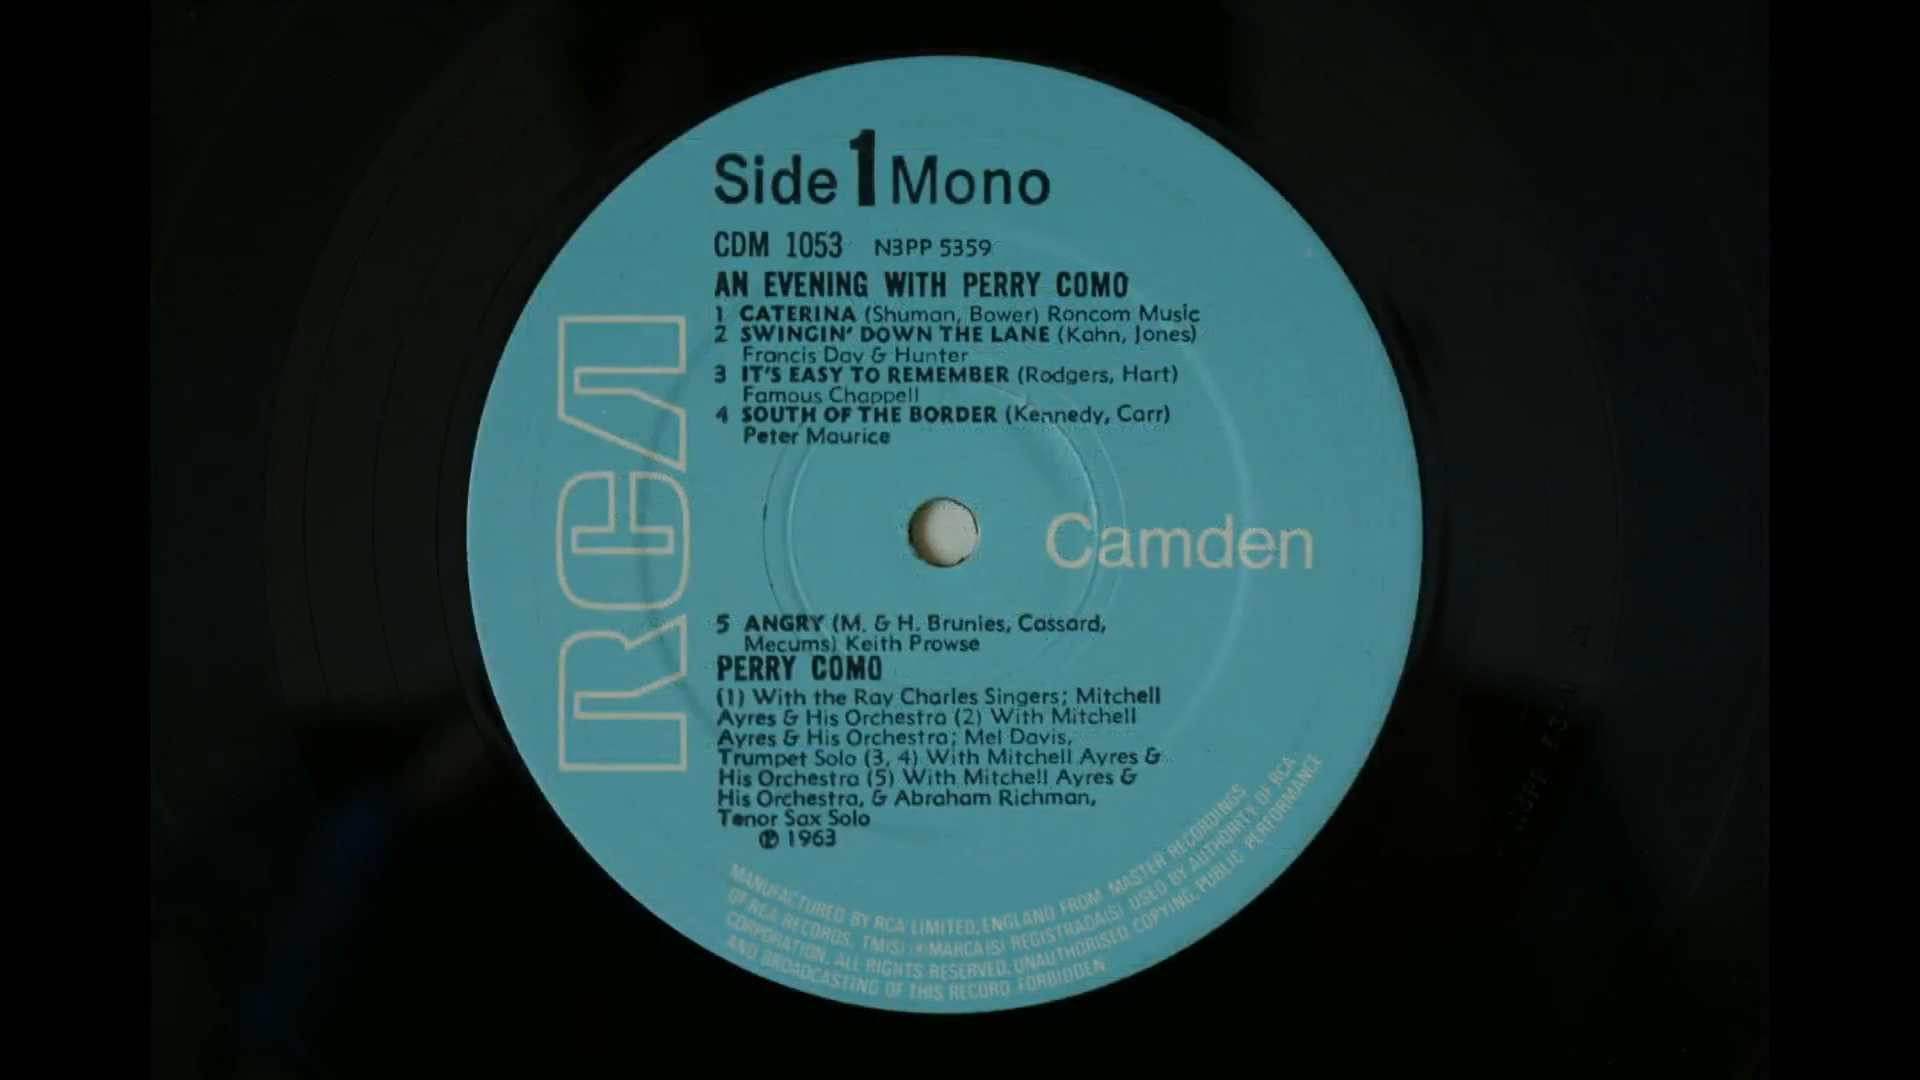 Side 1 Mono
CDM 1053 N3PP 5359
AN EVENING WITH PERRY COMO
1 CATERINA (Shuman, Bower) Roncom Music
2 SWINGIN' DOWN THE LANE (Kahn, Jones)
Francis Day & Hunter
3 IT'S EASY TO REMEMBER (Rodgers, Hart)
Famous Chappell
4 SOUTH OF THE BORDER (Kennedy, Carr)
Peter Maurice
RCA
Camden
5 ANGRY (M. & H. Brunies, Cassard,
Mecums) Keith Prowse
PERRY COMO
(1) With the Ray Charles Singers; Mitchell
Ayres & His Orchestra (2) With Mitchell
Ayres & His Orchestra; Mel Davis,
Trumpet Solo (3, 4) With Mitchell Ayres &
His Orchestra (5) With Mitchell Ayres &
His Orchestra, & Abraham Richman,
Tenor Sax Solo
℗ 1963
MANUFACTURED BY RCA LIMITED, ENGLAND FROM MASTER RECORDINGS
OF RCA RECORDS. TM(S) ® MARCA(S) REGISTRADA(S) USED BY AUTHORITY OF RCA
CORPORATION. ALL RIGHTS RESERVED. UNAUTHORISED COPYING, PUBLIC PERFORMANCE
AND BROADCASTING OF THIS RECORD FORBIDDEN